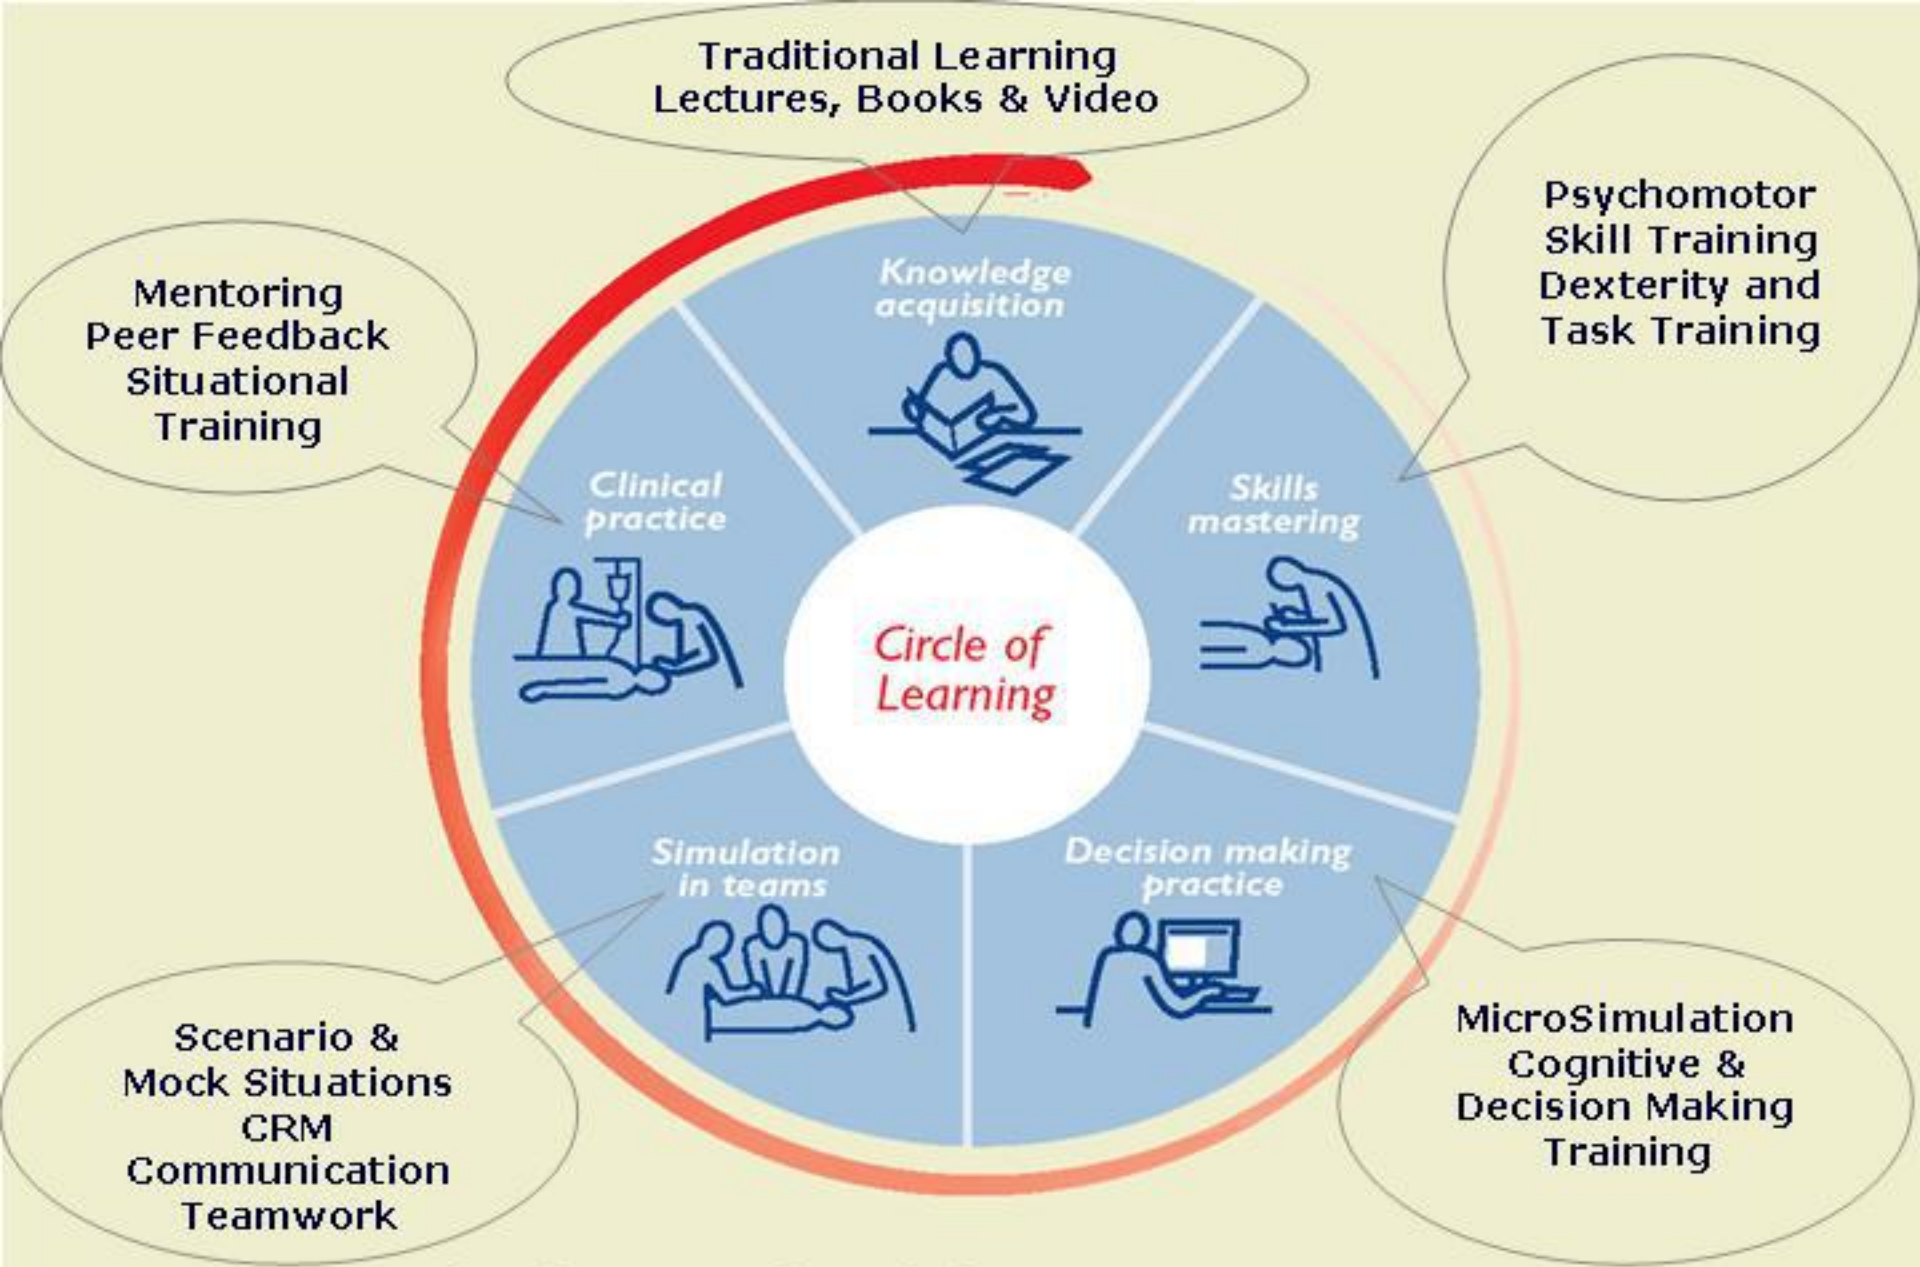 Traditional Learning
Lectures, Books & Video
Psychomotor
Skill Training
Dexterity and
Task Training
Mentoring
Peer Feedback
Situational
Training
Knowledge
acquisition
Clinical
practice
Skills
mastering
Circle of
Learning
Simulation
in teams
Decision making
practice
Scenario &
Mock Situations
CRM
Communication
Teamwork
MicroSimulation
Cognitive &
Decision Making
Training